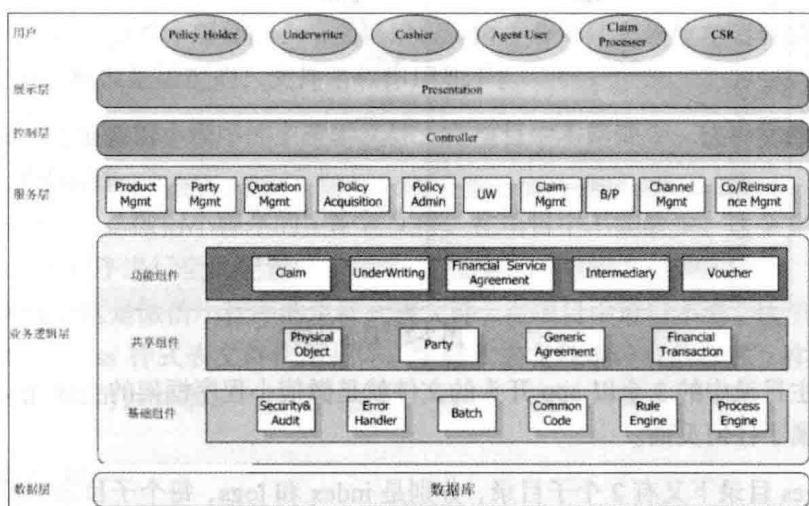 用户
Policy Holder
Underwriter
Cashier
Agent User
Claim
Processer
CSR
展示层
Presentation
控制层
Controller
服务层
Product
Mgmt
Party
Mgmt
Quotation
Mgmt
Policy
Acquisition
Policy
Admin
UW
Claim
Mgmt
B/P
Channel
Mgmt
Co/Reinsura
nce Mgmt
业务逻辑层
功能组件
Claim
UnderWriting
Financial Service
Agreement
Intermediary
Voucher
共享组件
Physical
Object
Party
Generic
Agreement
Financial
Transaction
基础组件
Security&
Audit
Error
Handler
Batch
Common
Code
Rule
Engine
Process
Engine
数据层
数据库